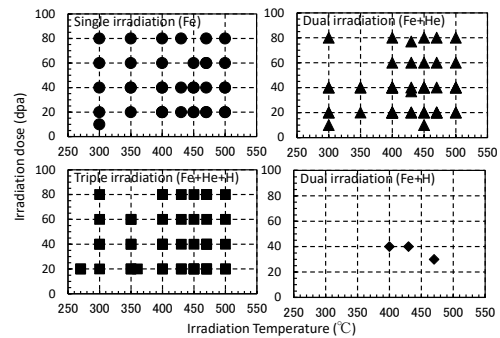 Single irradiation (Fe)
100
80
60
40
20
0
250 300 350 400 450 500 550
Dual irradiation (Fe+He)
100
80
60
40
20
0
250 300 350 400 450 500 550
Triple irradiation (Fe+He+H)
100
80
60
40
20
0
250 300 350 400 450 500 550
Dual irradiation (Fe+H)
100
80
60
40
20
0
250 300 350 400 450 500 550
Irradiation dose (dpa)
Irradiation Temperature (℃)